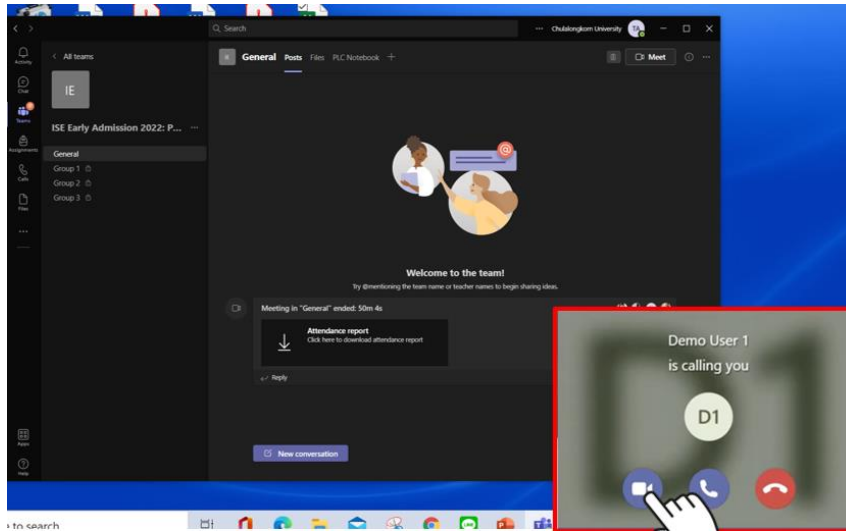 Search
Chulalongkorn University
TA
Activity
Chat
Teams
Assignments
Calls
Files
Apps
Help
All teams
IE
ISE Early Admission 2022: P...
General
Group 1
Group 2
Group 3
General Posts Files PLC Notebook
Meet
Welcome to the team!
Try @mentioning the team name or teacher names to begin sharing ideas.
Meeting in "General" ended: 50m 4s
Attendance report
Click here to download attendance report
Reply
New conversation
Demo User 1
is calling you
D1
D1
e to search